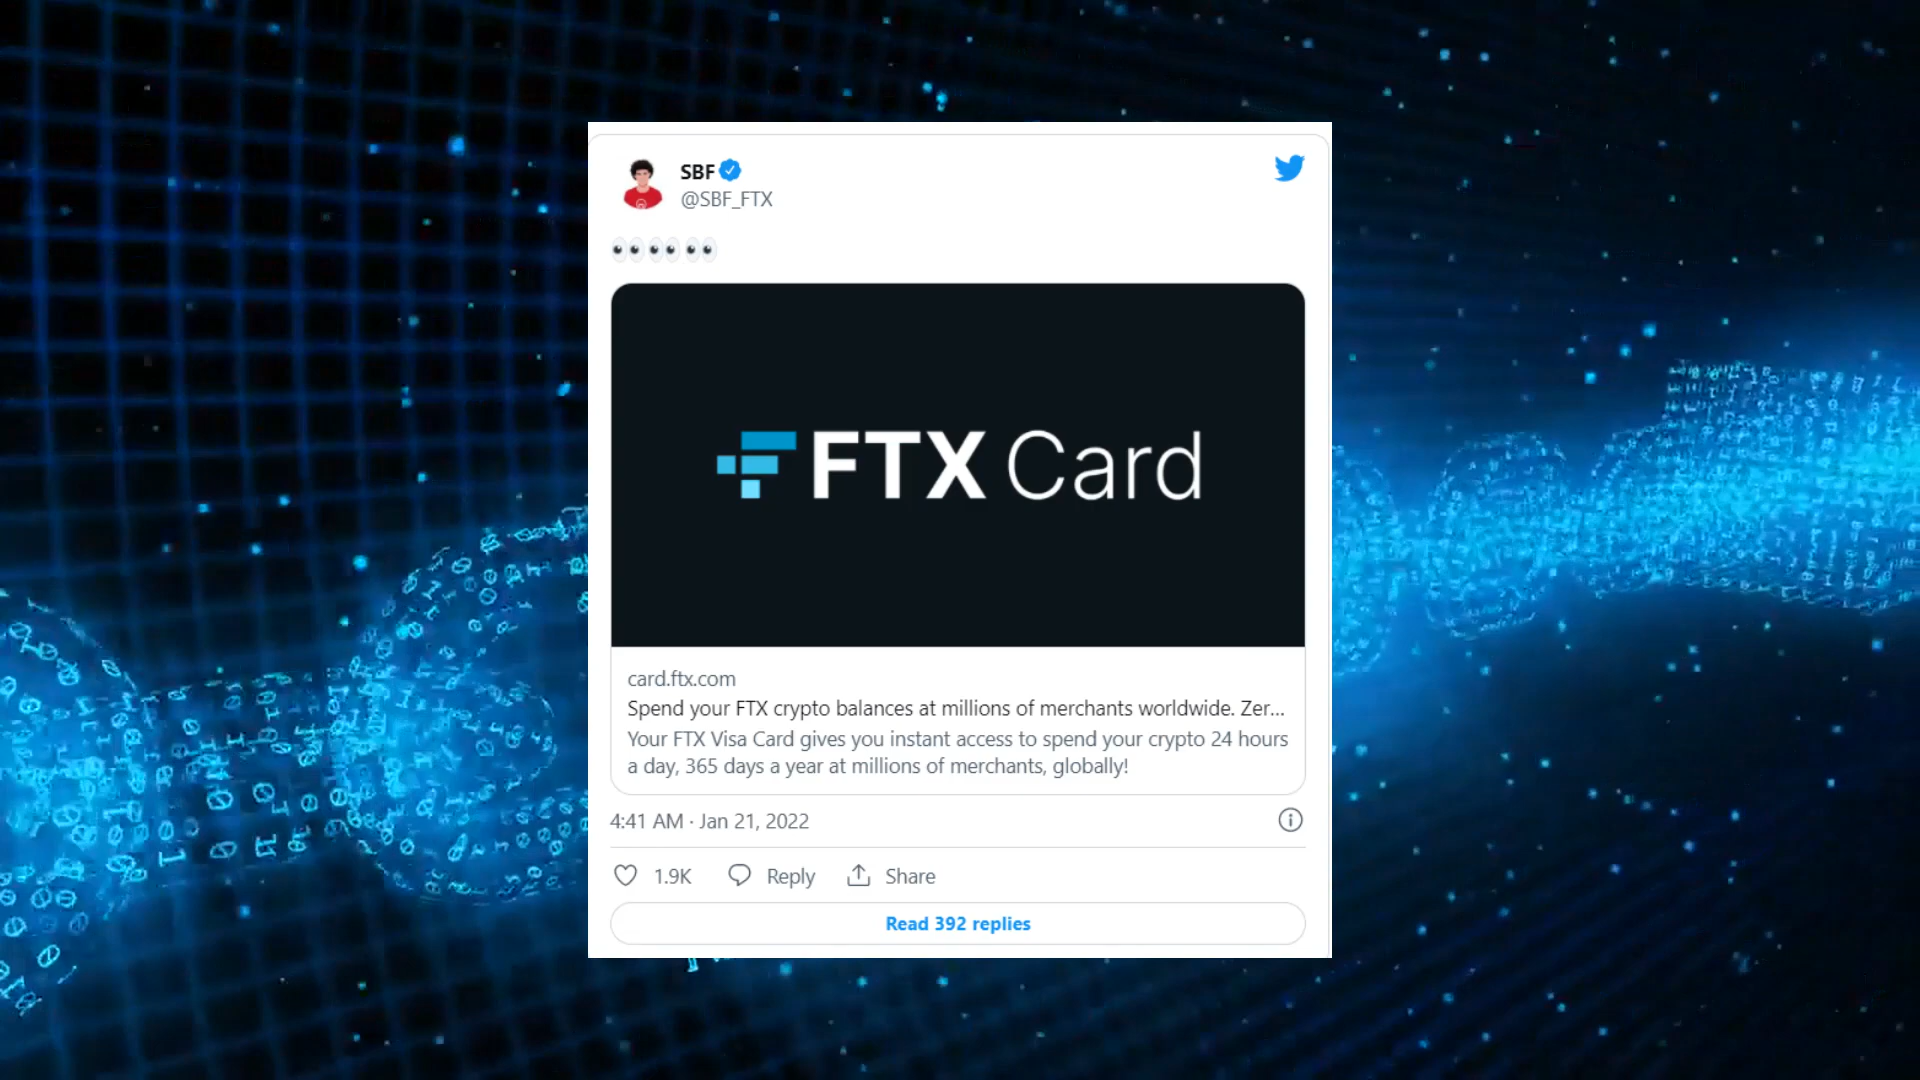 SBF
@SBF_FTX
👀👀👀
FTX Card
card.ftx.com
Spend your FTX crypto balances at millions of merchants worldwide. Zer...
Your FTX Visa Card gives you instant access to spend your crypto 24 hours
a day, 365 days a year at millions of merchants, globally!
4:41 AM · Jan 21, 2022
1.9K Reply Share
Read 392 replies